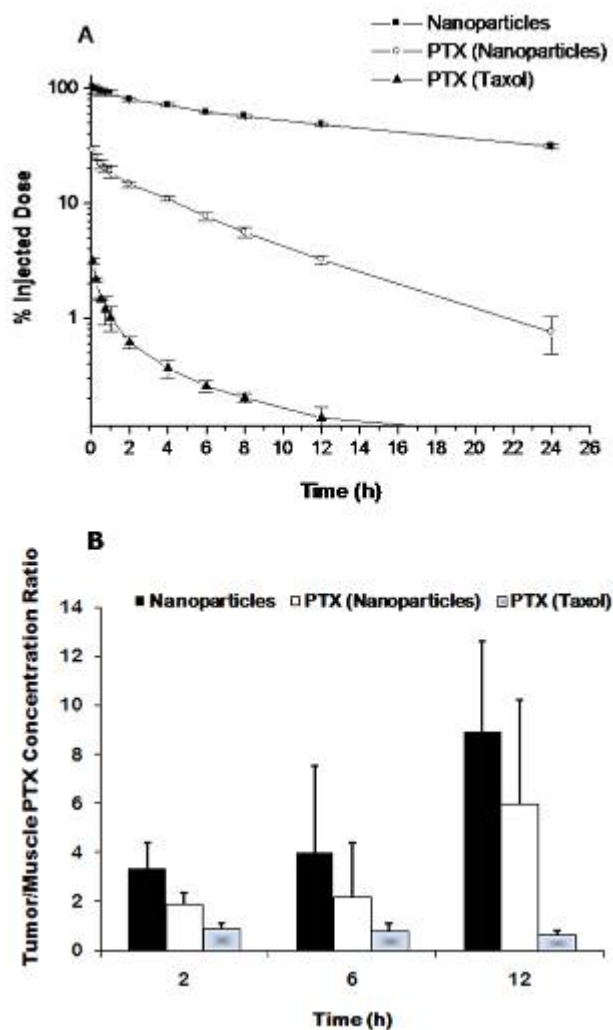 A
Nanoparticles
PTX (Nanoparticles)
PTX (Taxol)
% Injected Dose
100
10
1
0 2 4 6 8 10 12 14 16 18 20 22 24 26
Time (h)
B
Tumor/Muscle PTX Concentration Ratio
Nanoparticles PTX (Nanoparticles) PTX (Taxol)
14
12
10
8
6
4
2
0
2 6 12
Time (h)